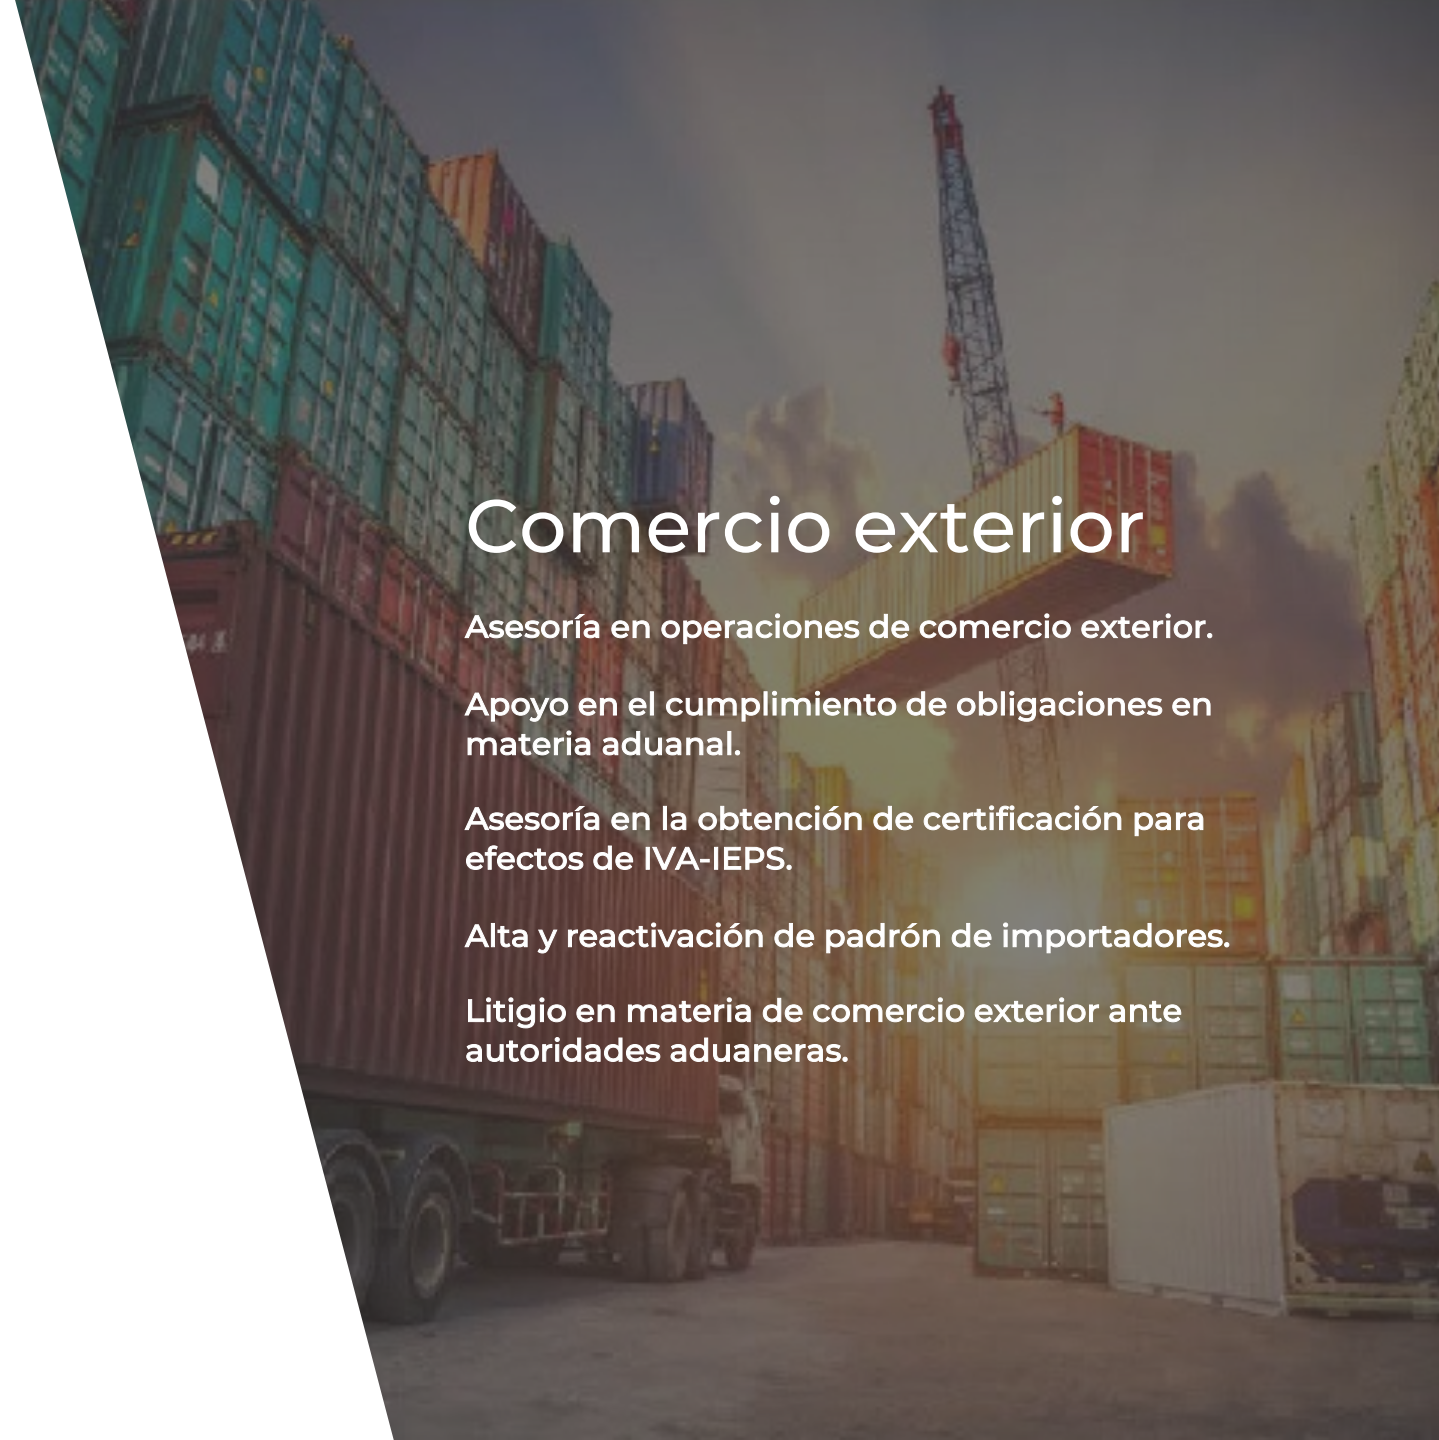 Comercio exterior
Asesoría en operaciones de comercio exterior.
Apoyo en el cumplimiento de obligaciones en
materia aduanal.
Asesoría en la obtención de certificación para
efectos de IVA-IEPS.
Alta y reactivación de padrón de importadores.
Litigio en materia de comercio exterior ante
autoridades aduaneras.